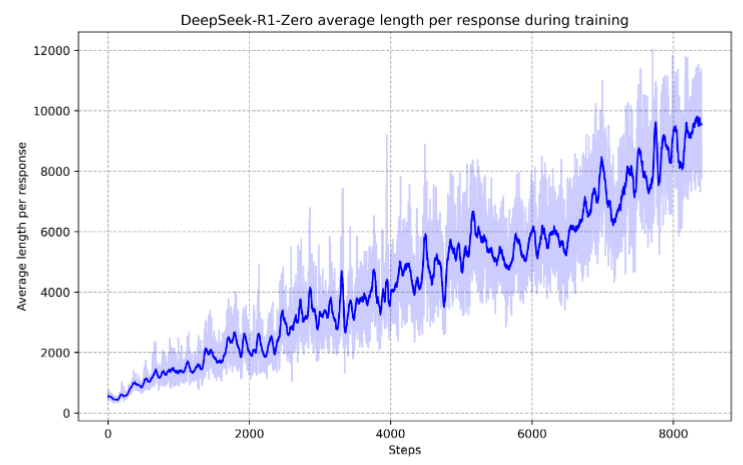 DeepSeek-R1-Zero average length per response during training
Average length per response
12000
10000
8000
6000
4000
2000
0
0 2000 4000 6000 8000
Steps